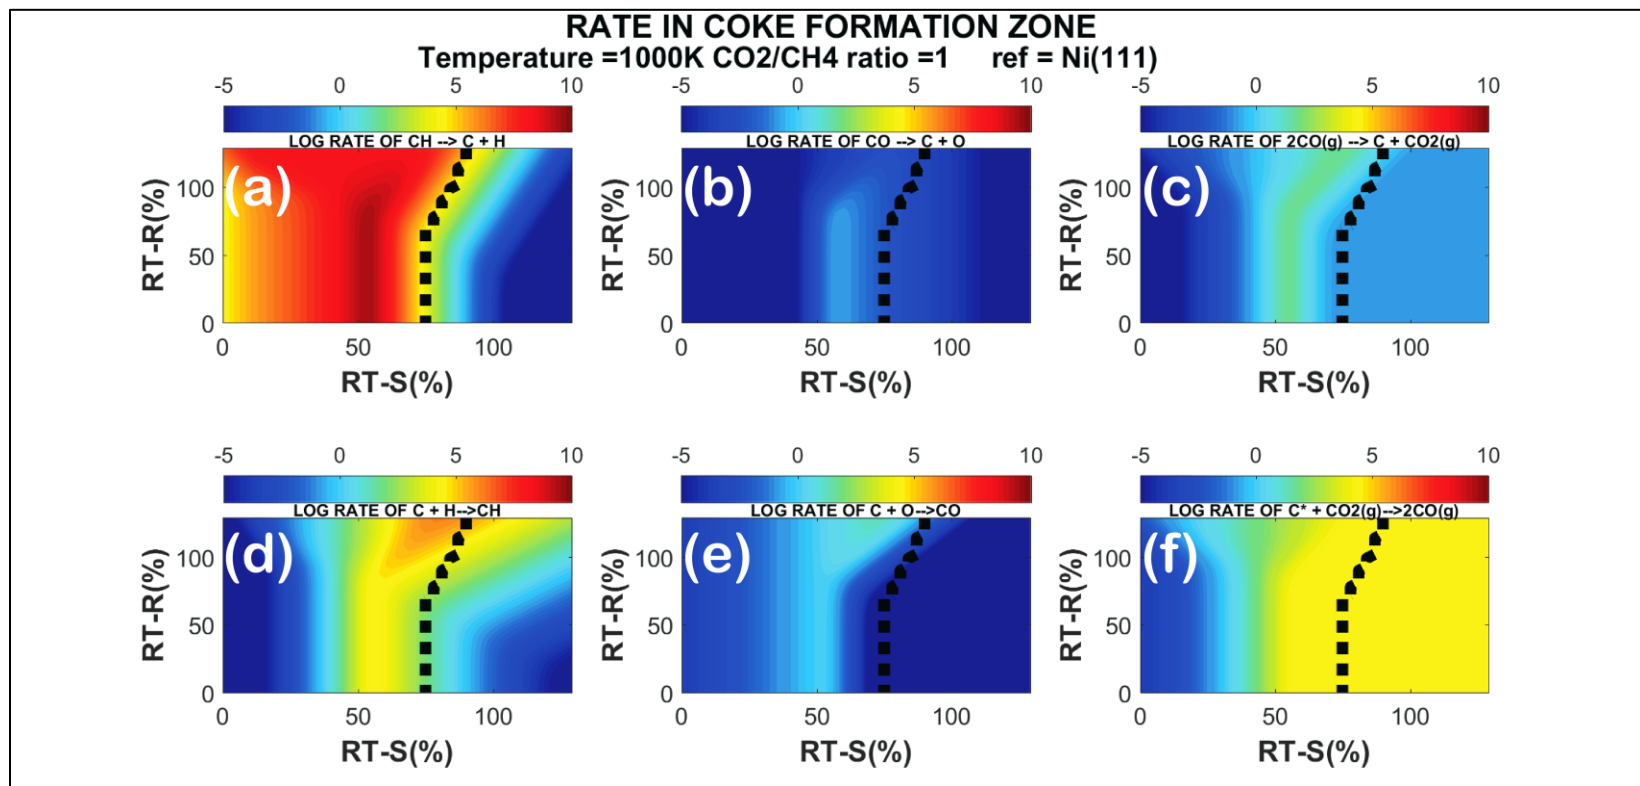 RATE IN COKE FORMATION ZONE
Temperature =1000K CO2/CH4 ratio =1 ref = Ni(111)
-5 0 5 10
LOG RATE OF CH --> C + H
(a)
RT-R(%)
100
50
0
0 50 100
RT-S(%)
-5 0 5 10
LOG RATE OF CO --> C + O
(b)
RT-R(%)
100
50
0
0 50 100
RT-S(%)
-5 0 5 10
LOG RATE OF 2CO(g) --> C + CO2(g)
(c)
RT-R(%)
100
50
0
0 50 100
RT-S(%)
-5 0 5 10
LOG RATE OF C + H-->CH
(d)
RT-R(%)
100
50
0
0 50 100
RT-S(%)
-5 0 5 10
LOG RATE OF C + O-->CO
(e)
RT-R(%)
100
50
0
0 50 100
RT-S(%)
-5 0 5 10
LOG RATE OF C* + CO2(g)-->2CO(g)
(f)
RT-R(%)
100
50
0
0 50 100
RT-S(%)